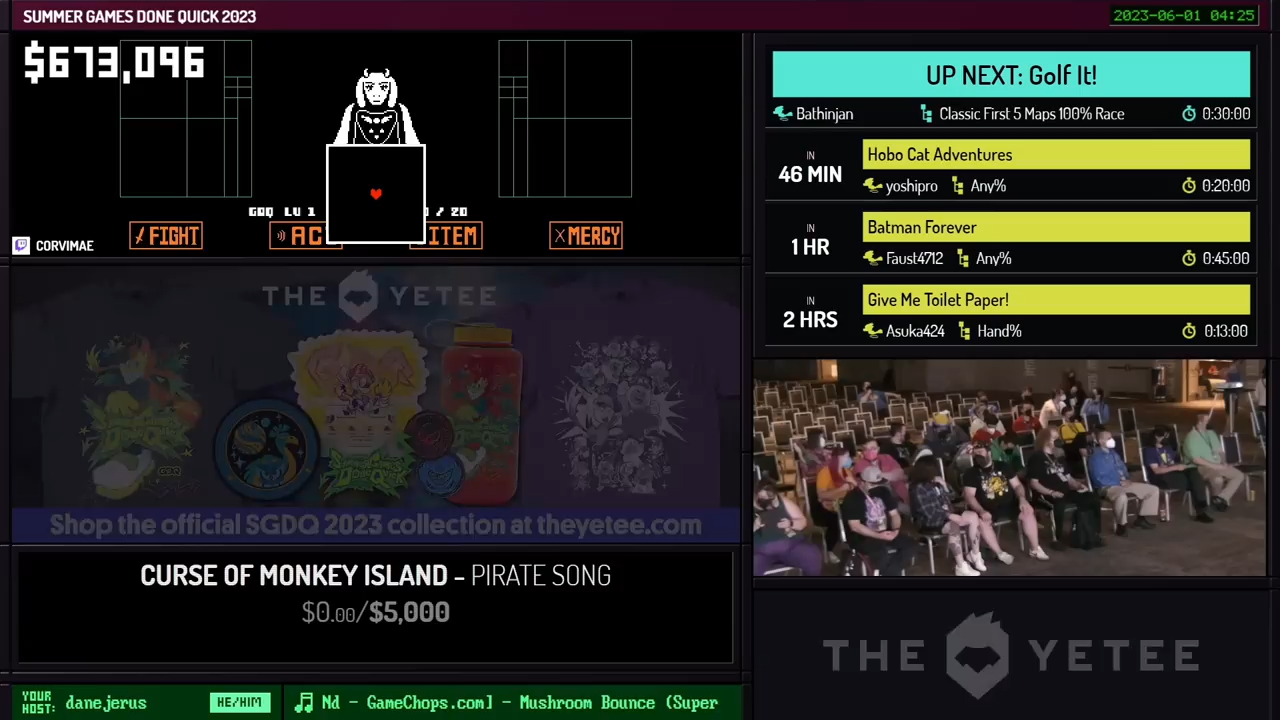 SUMMER GAMES DONE QUICK 2023
2023-06-01 04:25
$673,096
GDQ LV 1
/ 20
FIGHT
AC
ITEM
MERCY
CORVIMAE
THE YETEE
Shop the official SGDQ 2023 collection at theyetee.com
CURSE OF MONKEY ISLAND - PIRATE SONG
$0.00/$5,000
YOUR HOST: danejerus HE/HIM
Nd - GameChops.com] - Mushroom Bounce (Super
UP NEXT: Golf It!
Bathinjan Classic First 5 Maps 100% Race 0:30:00
IN 46 MIN
Hobo Cat Adventures
yoshipro Any% 0:20:00
IN 1 HR
Batman Forever
Faust4712 Any% 0:45:00
IN 2 HRS
Give Me Toilet Paper!
Asuka424 Hand% 0:13:00
THE YETEE